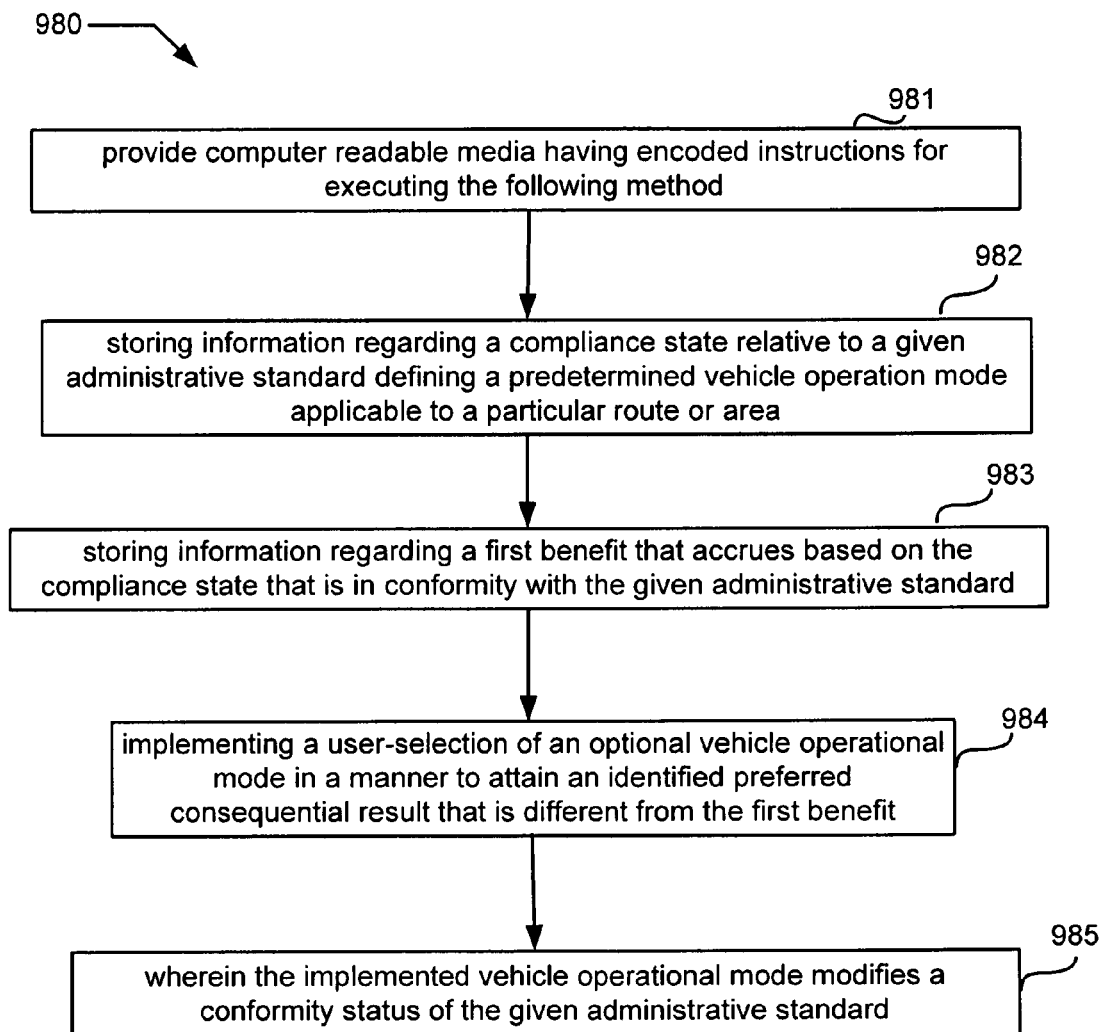 980
981
provide computer readable media having encoded instructions for
executing the following method
982
storing information regarding a compliance state relative to a given
administrative standard defining a predetermined vehicle operation mode
applicable to a particular route or area
983
storing information regarding a first benefit that accrues based on the
compliance state that is in conformity with the given administrative standard
984
implementing a user-selection of an optional vehicle operational
mode in a manner to attain an identified preferred
consequential result that is different from the first benefit
985
wherein the implemented vehicle operational mode modifies a
conformity status of the given administrative standard